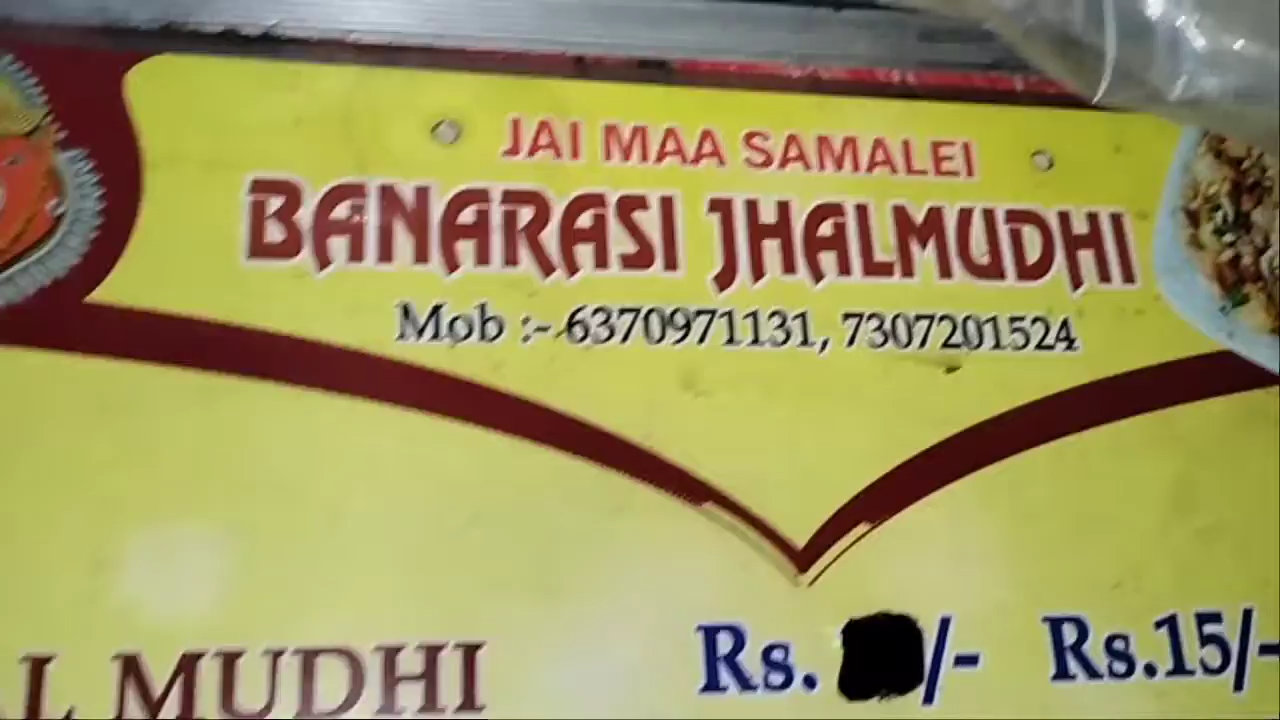 JAI MAA SAMALEI
BANARASI JHALMUDHI
Mob :- 6370971131, 7307201524
MUDHI Rs. /- Rs.15/-